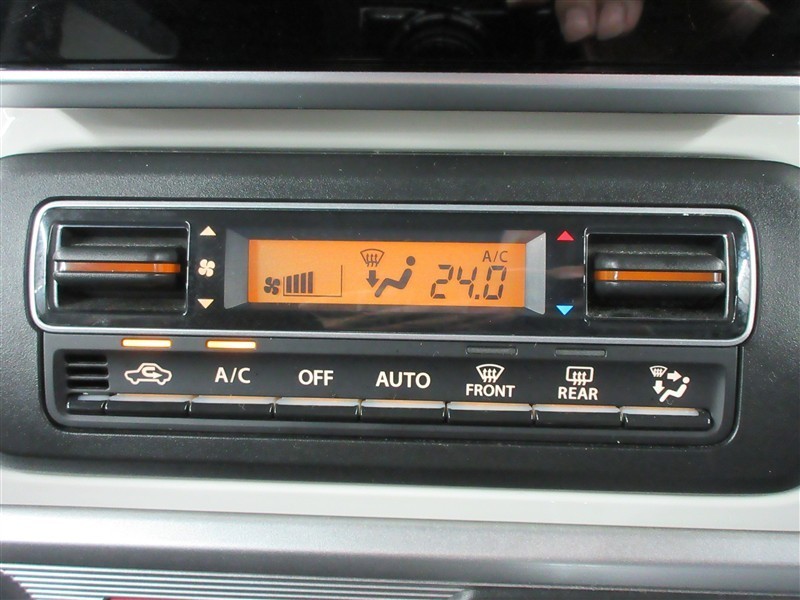 A/C
24.0
A/C
OFF
AUTO
FRONT
REAR